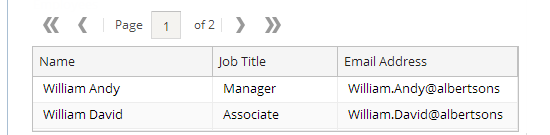 Page 1 of 2
Name Job Title Email Address
William Andy Manager William.Andy@albertsons
William David Associate William.David@albertsons